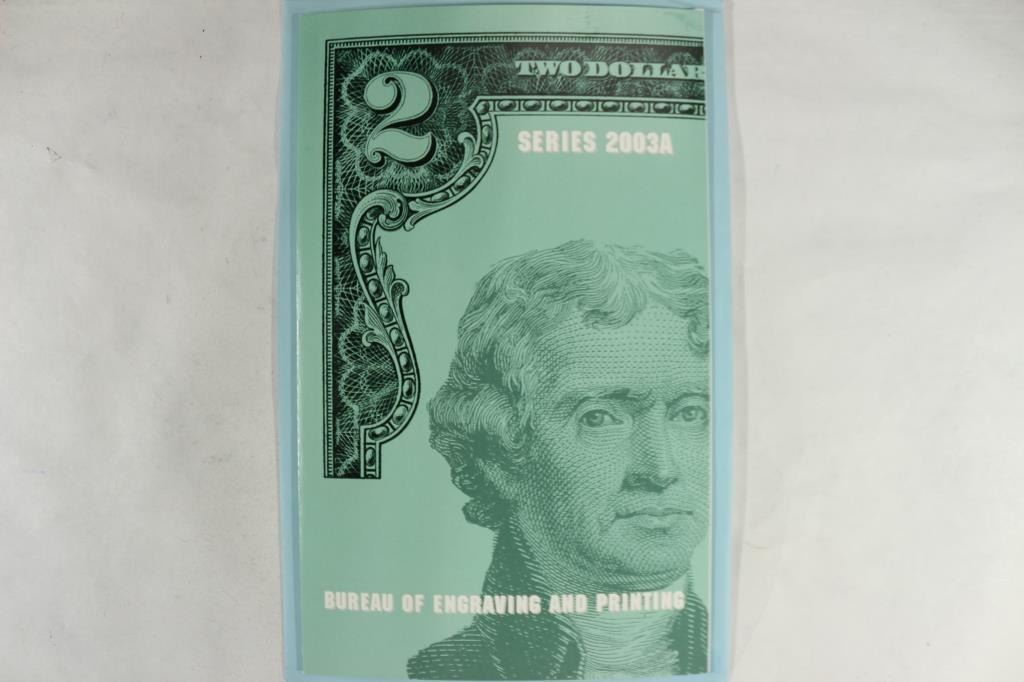 2
TWO DOLLAR
SERIES 2003A
BUREAU OF ENGRAVING AND PRINTING